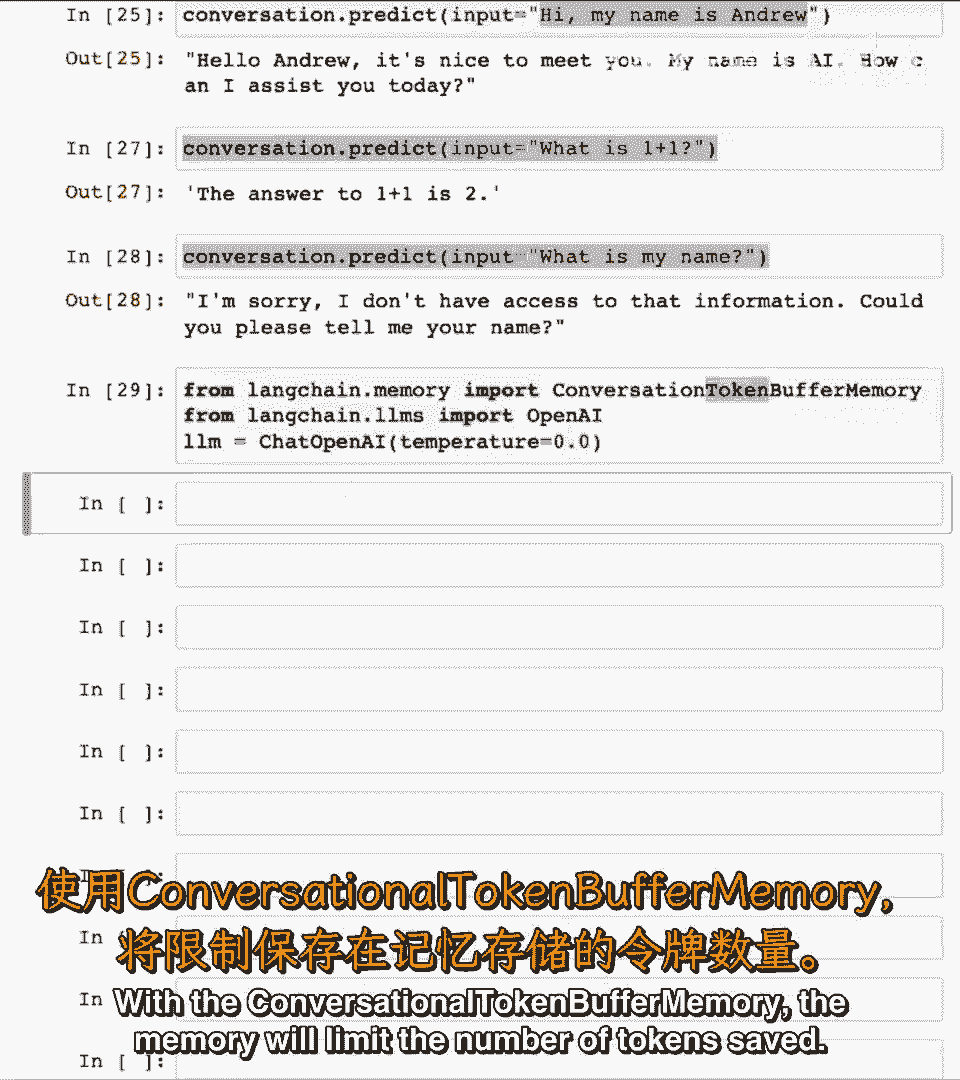 In [25]: conversation.predict(input="Hi, my name is Andrew")
Out[25]: "Hello Andrew, it's nice to meet you. My name is AI. How c
an I assist you today?"
In [27]: conversation.predict(input="What is 1+1?")
Out[27]: 'The answer to 1+1 is 2.'
In [28]: conversation.predict(input="What is my name?")
Out[28]: "I'm sorry, I don't have access to that information. Could
you please tell me your name?"
In [29]: from langchain.memory import ConversationTokenBufferMemory
from langchain.llms import OpenAI
llm = ChatOpenAI(temperature=0.0)
In [ ]:
In [ ]:
In [ ]:
In [ ]:
In [ ]:
In [ ]:
使用ConversationalTokenBufferMemory,
In
将限制保存在记忆存储的令牌数量。
In
With the ConversationalTokenBufferMemory, the
memory will limit the number of tokens saved.
In [ ]: